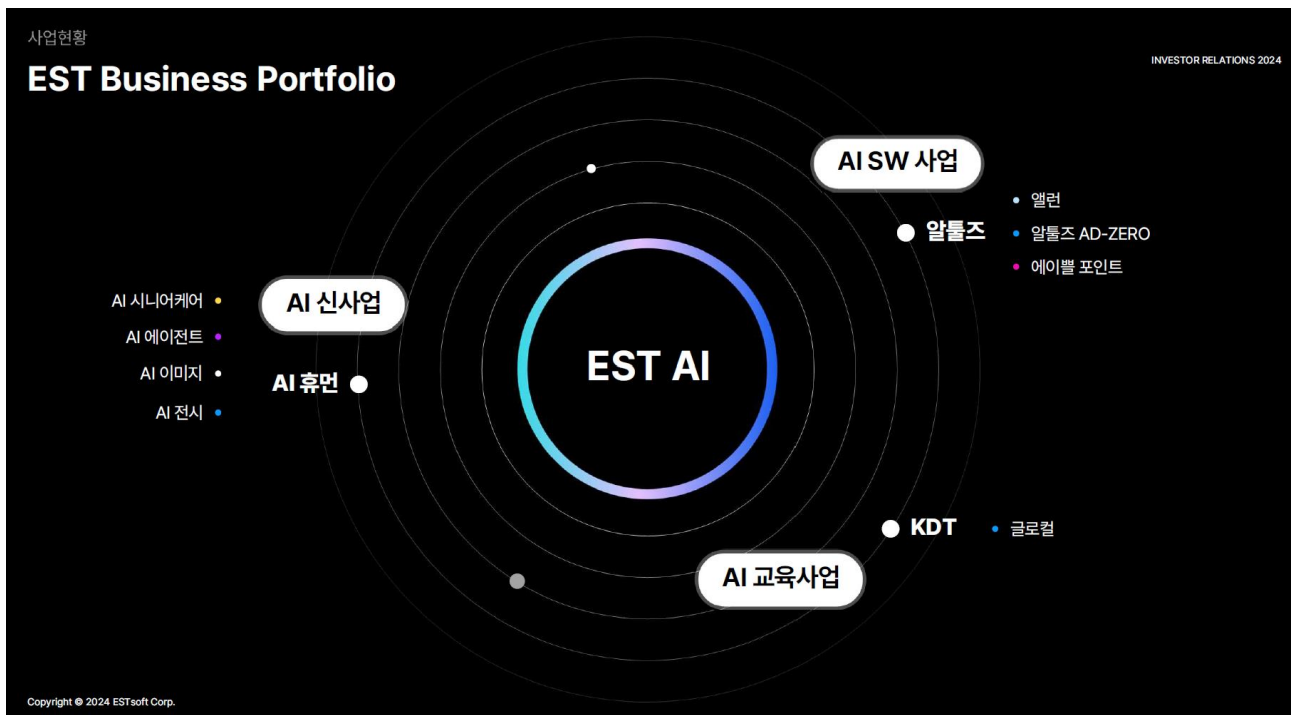 사업현황
EST Business Portfolio
INVESTOR RELATIONS 2024
AI SW 사업
알툴즈
앨런
알툴즈 AD-ZERO
에이쁠 포인트
AI 신사업
AI 시니어케어
AI 에이전트
AI 이미지
AI 전시
AI 휴먼
EST AI
KDT
글로컬
AI 교육사업
Copyright © 2024 ESTsoft Corp.